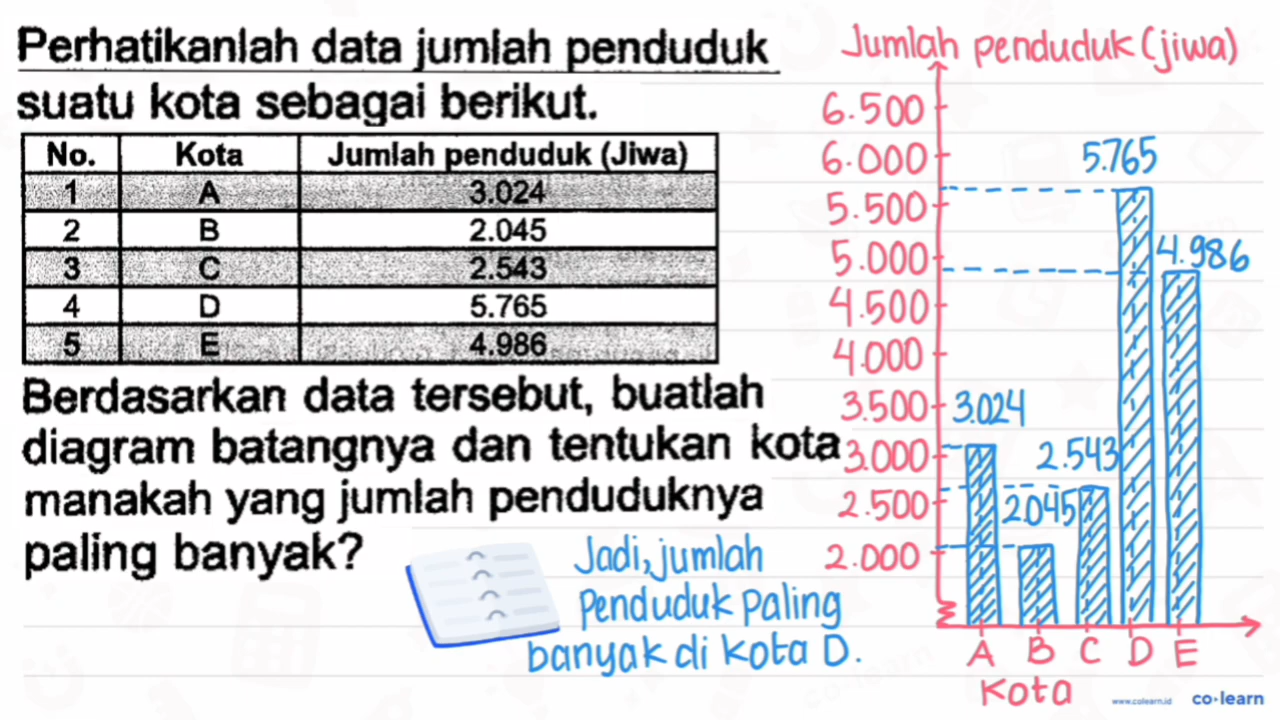 Perhatikanlah data jumlah penduduk
suatu kota sebagai berikut.
No. Kota Jumlah penduduk (Jiwa)
1 A 3.024
2 B 2.045
3 C 2.543
4 D 5.765
5 E 4.986
Berdasarkan data tersebut, buatlah
diagram batangnya dan tentukan kota
manakah yang jumlah penduduknya
paling banyak?
Jadi, jumlah
Penduduk Paling
banyak di kota D.
Jumlah penduduk (jiwa)
6.500
6.000
5.500
5.000
4.500
4.000
3.500
3.000
2.500
2.000
3.024
2045
2.543
5.765
4.986
A B C D E
Kota
www.colearn.id co·learn